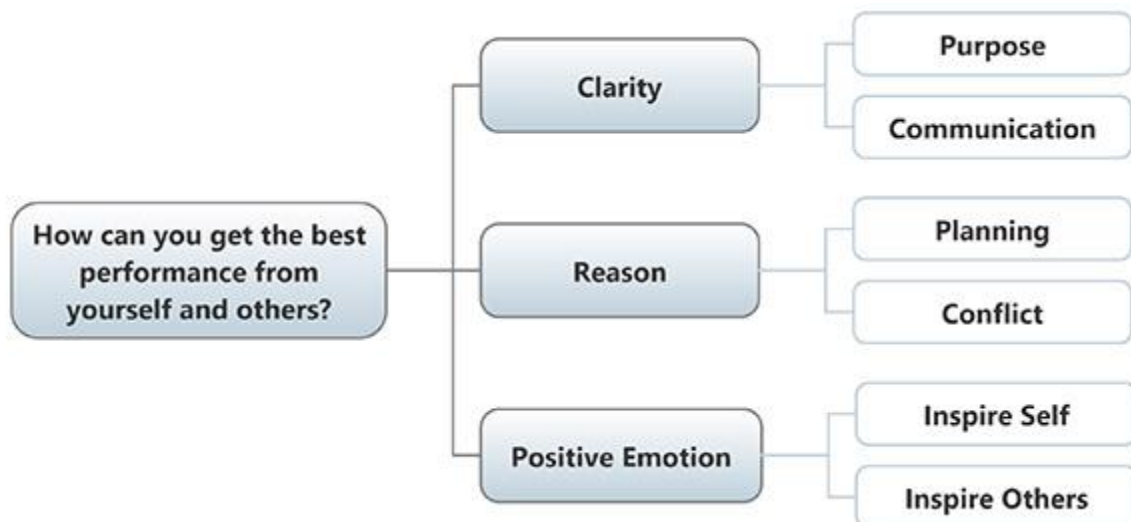 How can you get the best
performance from
yourself and others?
Clarity
Purpose
Communication
Reason
Planning
Conflict
Positive Emotion
Inspire Self
Inspire Others